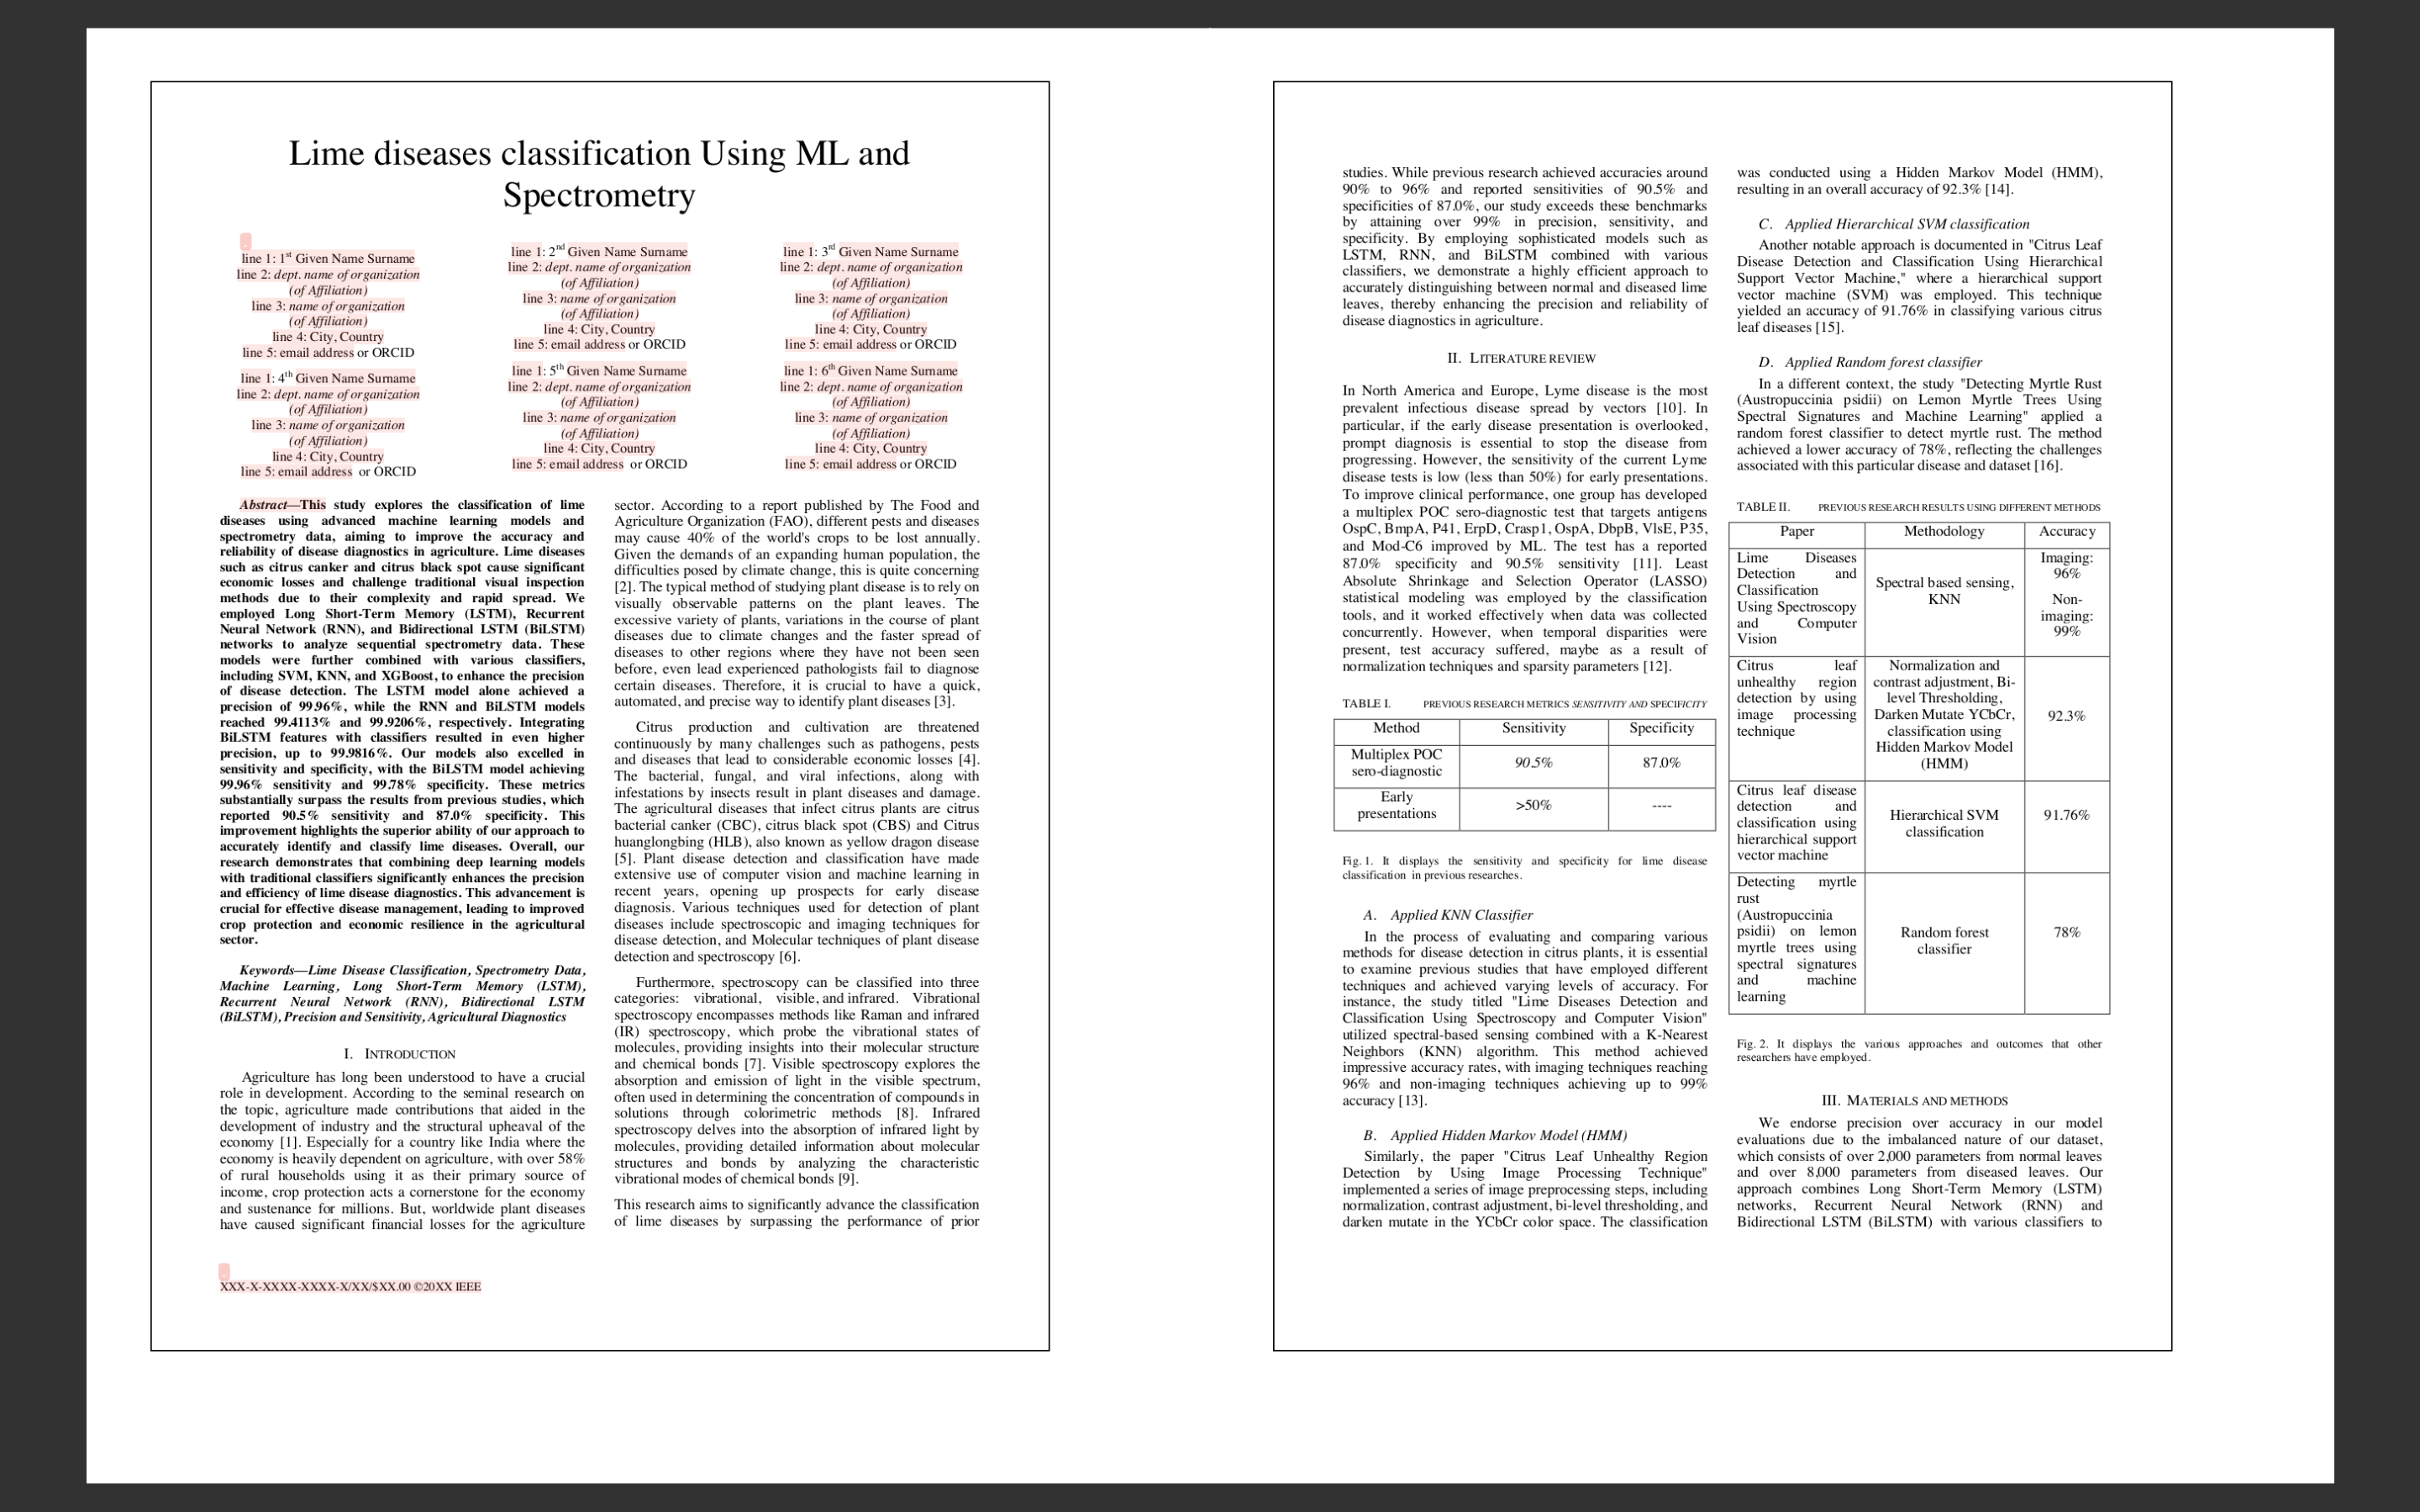 Lime diseases classification Using ML and
Spectrometry
line 1: 1st Given Name Surname
line 2: dept. name of organization
(of Affiliation)
line 3: name of organization
(of Affiliation)
line 4: City, Country
line 5: email address or ORCID
line 1: 2nd Given Name Surname
line 2: dept. name of organization
(of Affiliation)
line 3: name of organization
(of Affiliation)
line 4: City, Country
line 5: email address or ORCID
line 1: 3rd Given Name Surname
line 2: dept. name of organization
(of Affiliation)
line 3: name of organization
(of Affiliation)
line 4: City, Country
line 5: email address or ORCID
line 1: 4th Given Name Surname
line 2: dept. name of organization
(of Affiliation)
line 3: name of organization
(of Affiliation)
line 4: City, Country
line 5: email address or ORCID
line 1: 5th Given Name Surname
line 2: dept. name of organization
(of Affiliation)
line 3: name of organization
(of Affiliation)
line 4: City, Country
line 5: email address or ORCID
line 1: 6th Given Name Surname
line 2: dept. name of organization
(of Affiliation)
line 3: name of organization
(of Affiliation)
line 4: City, Country
line 5: email address or ORCID
Abstract—This study explores the classification of lime
diseases using advanced machine learning models and
spectrometry data, aiming to improve the accuracy and
reliability of disease diagnostics in agriculture. Lime diseases
such as citrus canker and citrus black spot cause significant
economic losses and challenge traditional visual inspection
methods due to their complexity and rapid spread. We
employed Long Short-Term Memory (LSTM), Recurrent
Neural Network (RNN), and Bidirectional LSTM (BiLSTM)
networks to analyze sequential spectrometry data. These
models were further combined with various classifiers,
including SVM, KNN, and XGBoost, to enhance the precision
of disease detection. The LSTM model alone achieved a
precision of 99.96%, while the RNN and BiLSTM models
reached 99.4113% and 99.9206%, respectively. Integrating
BiLSTM features with classifiers resulted in even higher
precision, up to 99.9816%. Our models also excelled in
sensitivity and specificity, with the BiLSTM model achieving
99.96% sensitivity and 99.78% specificity. These metrics
substantially surpass the results from previous studies, which
reported 90.5% sensitivity and 87.0% specificity. This
improvement highlights the superior ability of our approach to
accurately identify and classify lime diseases. Overall, our
research demonstrates that combining deep learning models
with traditional classifiers significantly enhances the precision
and efficiency of lime disease diagnostics. This advancement is
crucial for effective disease management, leading to improved
crop protection and economic resilience in the agricultural
sector.
Keywords—Lime Disease Classification, Spectrometry Data,
Machine Learning, Long Short-Term Memory (LSTM),
Recurrent Neural Network (RNN), Bidirectional LSTM
(BiLSTM), Precision and Sensitivity, Agricultural Diagnostics
I. INTRODUCTION
Agriculture has long been understood to have a crucial
role in development. According to the seminal research on
the topic, agriculture made contributions that aided in the
development of industry and the structural upheaval of the
economy [1]. Especially for a country like India where the
economy is heavily dependent on agriculture, with over 58%
of rural households using it as their primary source of
income, crop protection acts a cornerstone for the economy
and sustenance for millions. But, worldwide plant diseases
have caused significant financial losses for the agriculture
XXX-X-XXXX-XXXX-X/XX/$XX.00 ©20XX IEEE
sector. According to a report published by The Food and
Agriculture Organization (FAO), different pests and diseases
may cause 40% of the world's crops to be lost annually.
Given the demands of an expanding human population, the
difficulties posed by climate change, this is quite concerning
[2]. The typical method of studying plant disease is to rely on
visually observable patterns on the plant leaves. The
excessive variety of plants, variations in the course of plant
diseases due to climate changes and the faster spread of
diseases to other regions where they have not been seen
before, even lead experienced pathologists fail to diagnose
certain diseases. Therefore, it is crucial to have a quick,
automated, and precise way to identify plant diseases [3].
Citrus production and cultivation are threatened
continuously by many challenges such as pathogens, pests
and diseases that lead to considerable economic losses [4].
The bacterial, fungal, and viral infections, along with
infestations by insects result in plant diseases and damage.
The agricultural diseases that infect citrus plants are citrus
bacterial canker (CBC), citrus black spot (CBS) and Citrus
huanglongbing (HLB), also known as yellow dragon disease
[5]. Plant disease detection and classification have made
extensive use of computer vision and machine learning in
recent years, opening up prospects for early disease
diagnosis. Various techniques used for detection of plant
diseases include spectroscopic and imaging techniques for
disease detection, and Molecular techniques of plant disease
detection and spectroscopy [6].
Furthermore, spectroscopy can be classified into three
categories: vibrational, visible, and infrared. Vibrational
spectroscopy encompasses methods like Raman and infrared
(IR) spectroscopy, which probe the vibrational states of
molecules, providing insights into their molecular structure
and chemical bonds [7]. Visible spectroscopy explores the
absorption and emission of light in the visible spectrum,
often used in determining the concentration of compounds in
solutions through colorimetric methods [8]. Infrared
spectroscopy delves into the absorption of infrared light by
molecules, providing detailed information about molecular
structures and bonds by analyzing the characteristic
vibrational modes of chemical bonds [9].
This research aims to significantly advance the classification
of lime diseases by surpassing the performance of prior
studies. While previous research achieved accuracies around
90% to 96% and reported sensitivities of 90.5% and
specificities of 87.0%, our study exceeds these benchmarks
by attaining over 99% in precision, sensitivity, and
specificity. By employing sophisticated models such as
LSTM, RNN, and BiLSTM combined with various
classifiers, we demonstrate a highly efficient approach to
accurately distinguishing between normal and diseased lime
leaves, thereby enhancing the precision and reliability of
disease diagnostics in agriculture.
II. LITERATURE REVIEW
In North America and Europe, Lyme disease is the most
prevalent infectious disease spread by vectors [10]. In
particular, if the early disease presentation is overlooked,
prompt diagnosis is essential to stop the disease from
progressing. However, the sensitivity of the current Lyme
disease tests is low (less than 50%) for early presentations.
To improve clinical performance, one group has developed
a multiplex POC sero-diagnostic test that targets antigens
OspC, BmpA, P41, ErpD, Crasp1, OspA, DbpB, VlsE, P35,
and Mod-C6 improved by ML. The test has a reported
87.0% specificity and 90.5% sensitivity [11]. Least
Absolute Shrinkage and Selection Operator (LASSO)
statistical modeling was employed by the classification
tools, and it worked effectively when data was collected
concurrently. However, when temporal disparities were
present, test accuracy suffered, maybe as a result of
normalization techniques and sparsity parameters [12].
TABLE I. PREVIOUS RESEARCH METRICS SENSITIVITY AND SPECIFICITY
Method Sensitivity Specificity
Multiplex POC
sero-diagnostic
90.5% 87.0%
Early
presentations
>50% ----
Fig. 1. It displays the sensitivity and specificity for lime disease
classification in previous researches.
A. Applied KNN Classifier
In the process of evaluating and comparing various
methods for disease detection in citrus plants, it is essential
to examine previous studies that have employed different
techniques and achieved varying levels of accuracy. For
instance, the study titled "Lime Diseases Detection and
Classification Using Spectroscopy and Computer Vision"
utilized spectral-based sensing combined with a K-Nearest
Neighbors (KNN) algorithm. This method achieved
impressive accuracy rates, with imaging techniques reaching
96% and non-imaging techniques achieving up to 99%
accuracy [13].
B. Applied Hidden Markov Model (HMM)
Similarly, the paper "Citrus Leaf Unhealthy Region
Detection by Using Image Processing Technique"
implemented a series of image preprocessing steps, including
normalization, contrast adjustment, bi-level thresholding, and
darken mutate in the YCbCr color space. The classification
was conducted using a Hidden Markov Model (HMM),
resulting in an overall accuracy of 92.3% [14].
C. Applied Hierarchical SVM classification
Another notable approach is documented in "Citrus Leaf
Disease Detection and Classification Using Hierarchical
Support Vector Machine," where a hierarchical support
vector machine (SVM) was employed. This technique
yielded an accuracy of 91.76% in classifying various citrus
leaf diseases [15].
D. Applied Random forest classifier
In a different context, the study "Detecting Myrtle Rust
(Austropuccinia psidii) on Lemon Myrtle Trees Using
Spectral Signatures and Machine Learning" applied a
random forest classifier to detect myrtle rust. The method
achieved a lower accuracy of 78%, reflecting the challenges
associated with this particular disease and dataset [16].
TABLE II. PREVIOUS RESEARCH RESULTS USING DIFFERENT METHODS
Paper Methodology Accuracy
Lime Diseases
Detection and
Classification
Using Spectroscopy
and Computer
Vision
Spectral based sensing,
KNN
Imaging:
96%
Non-
imaging:
99%
Citrus leaf
unhealthy region
detection by using
image processing
technique
Normalization and
contrast adjustment, Bi-
level Thresholding,
Darken Mutate YCbCr,
classification using
Hidden Markov Model
(HMM)
92.3%
Citrus leaf disease
detection and
classification using
hierarchical support
vector machine
Hierarchical SVM
classification
91.76%
Detecting myrtle
rust
(Austropuccinia
psidii) on lemon
myrtle trees using
spectral signatures
and machine
learning
Random forest
classifier
78%
Fig. 2. It displays the various approaches and outcomes that other
researchers have employed.
III. MATERIALS AND METHODS
We endorse precision over accuracy in our model
evaluations due to the imbalanced nature of our dataset,
which consists of over 2,000 parameters from normal leaves
and over 8,000 parameters from diseased leaves. Our
approach combines Long Short-Term Memory (LSTM)
networks, Recurrent Neural Network (RNN) and
Bidirectional LSTM (BiLSTM) with various classifiers to